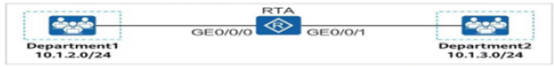 RTA
GE0/0/0 R GE0/0/1
Department1 Department2
10.1.2.0/24 10.1.3.0/24